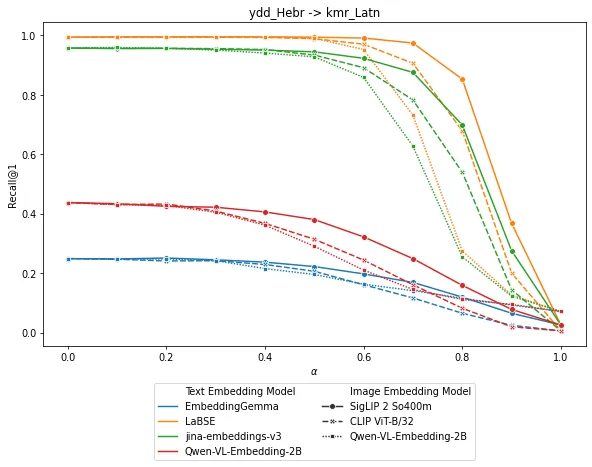 ydd_Hebr -> kmr_Latn
1.0
0.8
0.6
0.4
0.2
0.0
Recall@1
0.0 0.2 0.4 0.6 0.8 1.0
α
Text Embedding Model Image Embedding Model
EmbeddingGemma SigLIP 2 So400m
LaBSE CLIP ViT-B/32
jina-embeddings-v3 Qwen-VL-Embedding-2B
Qwen-VL-Embedding-2B